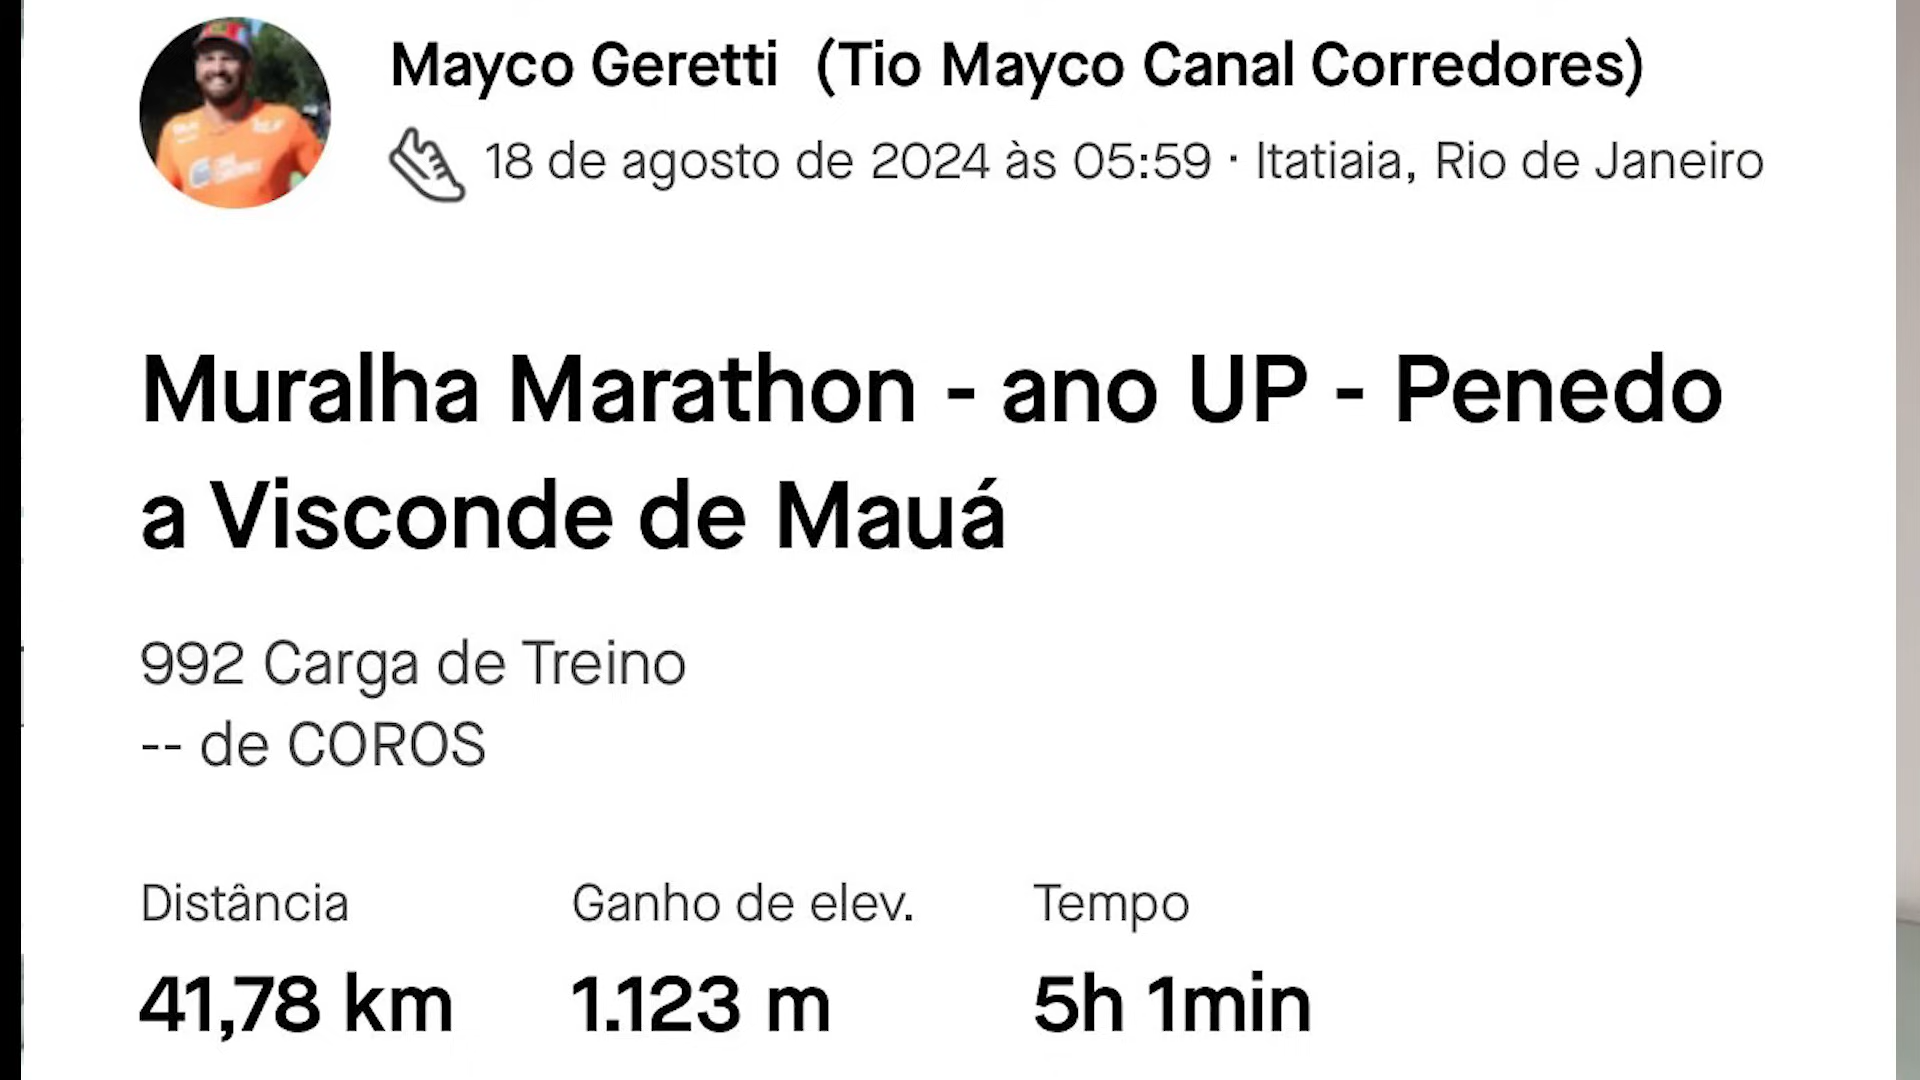 Mayco Geretti (Tio Mayco Canal Corredores)
18 de agosto de 2024 às 05:59 · Itatiaia, Rio de Janeiro
Muralha Marathon - ano UP - Penedo
a Visconde de Mauá
992 Carga de Treino
-- de COROS
Distância Ganho de elev. Tempo
41,78 km 1.123 m 5h 1min